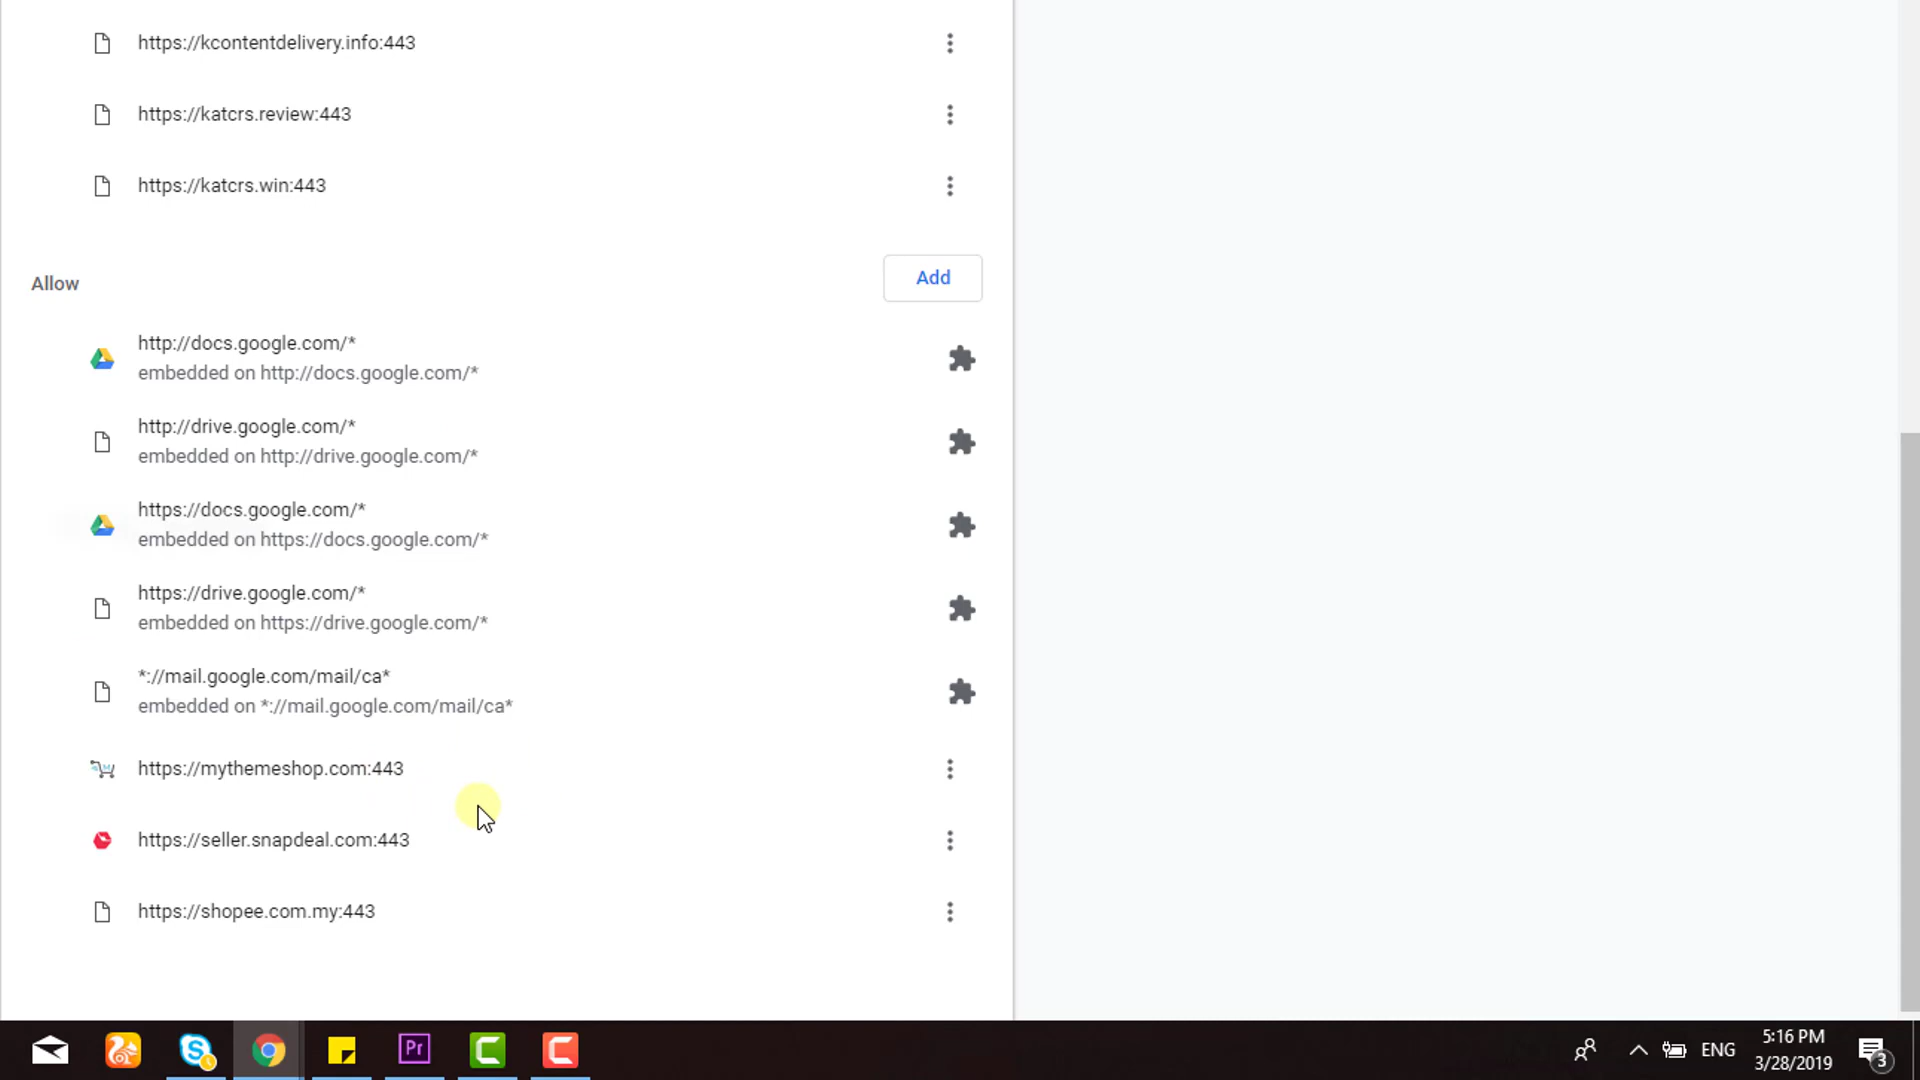 https://kcontentdelivery.info:443
https://katcrs.review:443
https://katcrs.win:443
Allow
Add
http://docs.google.com/*
embedded on http://docs.google.com/*
http://drive.google.com/*
embedded on http://drive.google.com/*
https://docs.google.com/*
embedded on https://docs.google.com/*
https://drive.google.com/*
embedded on https://drive.google.com/*
*://mail.google.com/mail/ca*
embedded on *://mail.google.com/mail/ca*
https://mythemeshop.com:443
https://seller.snapdeal.com:443
https://shopee.com.my:443
Pr
ENG
5:16 PM
3/28/2019
3